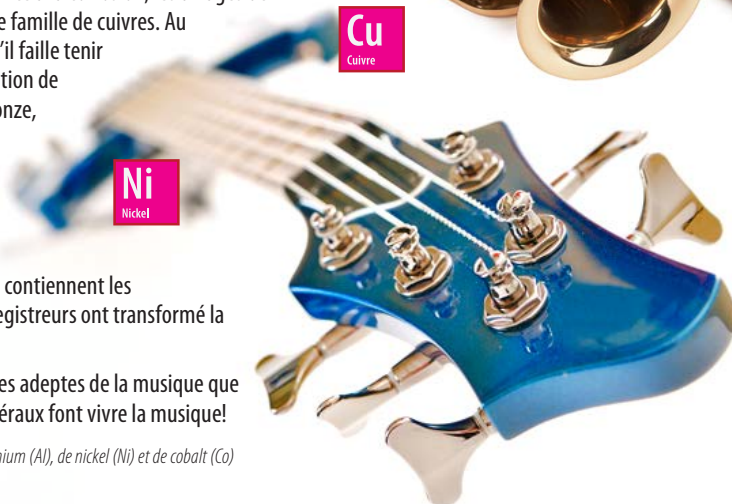 e famille de cuivres. Au
Cu
Cuivre
'il faille tenir
tion de
onze,
Ni
Nickel
contiennent les
egistreurs ont transformé la
es adeptes de la musique que
éraux font vivre la musique!
nium (Al), de nickel (Ni) et de cobalt (Co)